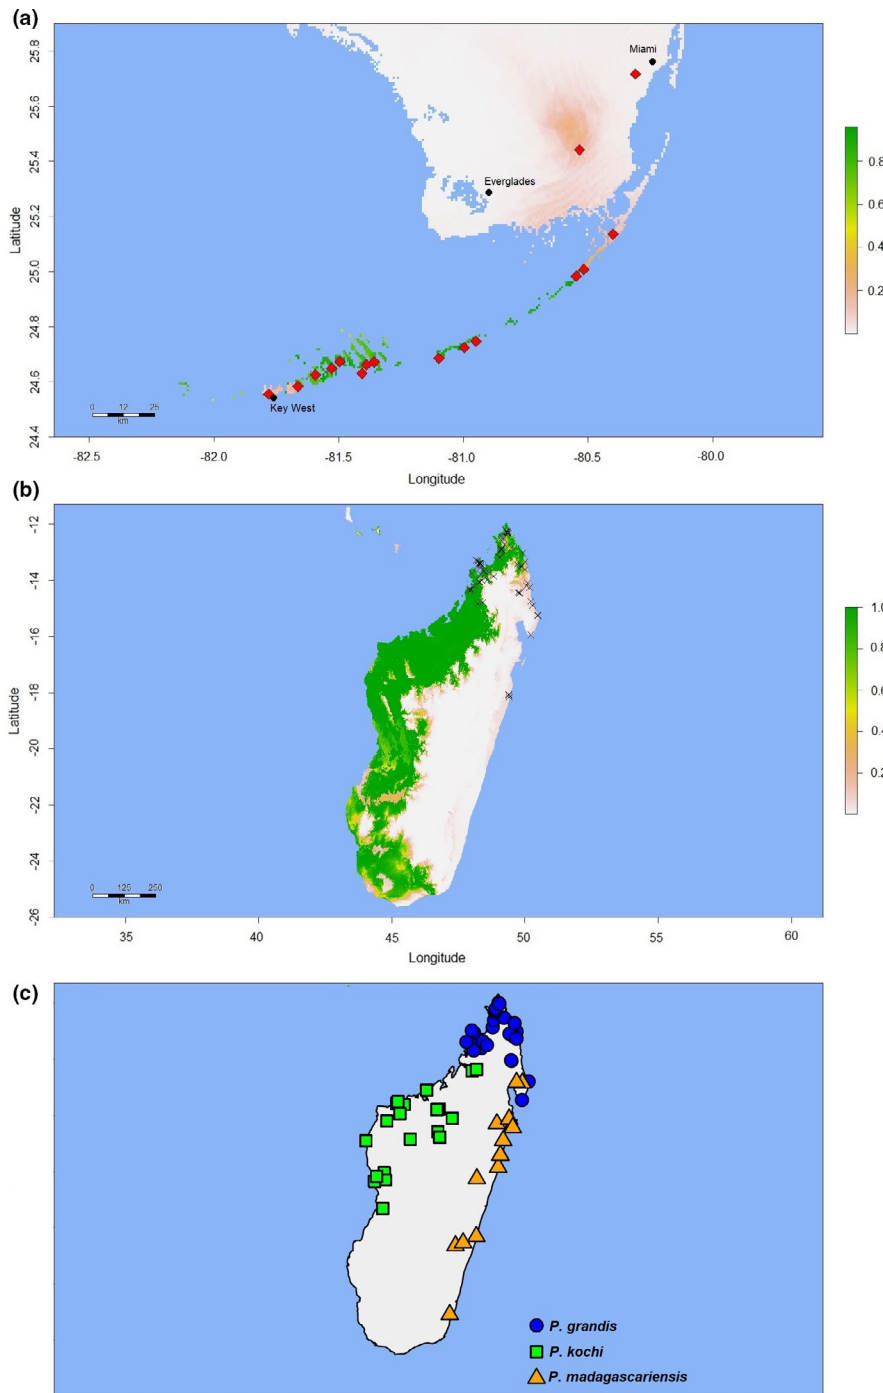 (a)
Miami
Everglades
Key West
25.8
25.6
25.4
25.2
25.0
24.8
24.6
24.4
Latitude
0 12 25
km
-82.5 -82.0 -81.5 -81.0 -80.5 -80.0
Longitude
0.8
0.6
0.4
0.2
(b)
-12
-14
-16
-18
-20
-22
-24
-26
Latitude
0 125 250
km
35 40 45 50 55 60
Longitude
1.0
0.8
0.6
0.4
0.2
(c)
P. grandis
P. kochi
P. madagascariensis